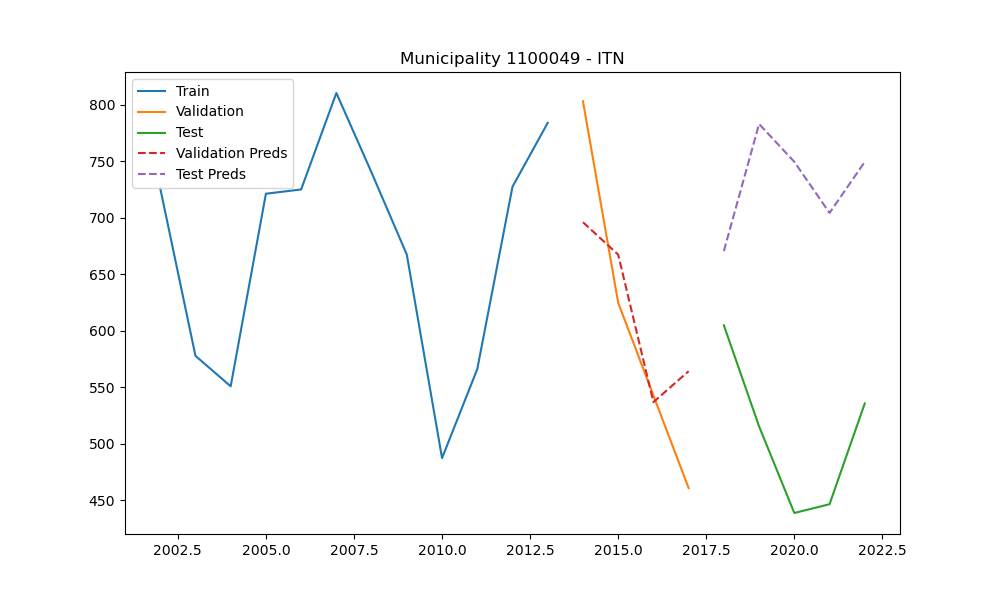 Municipality 1100049 - ITN
Train
Validation
Test
Validation Preds
Test Preds
800
750
700
650
600
550
500
450
2002.5 2005.0 2007.5 2010.0 2012.5 2015.0 2017.5 2020.0 2022.5